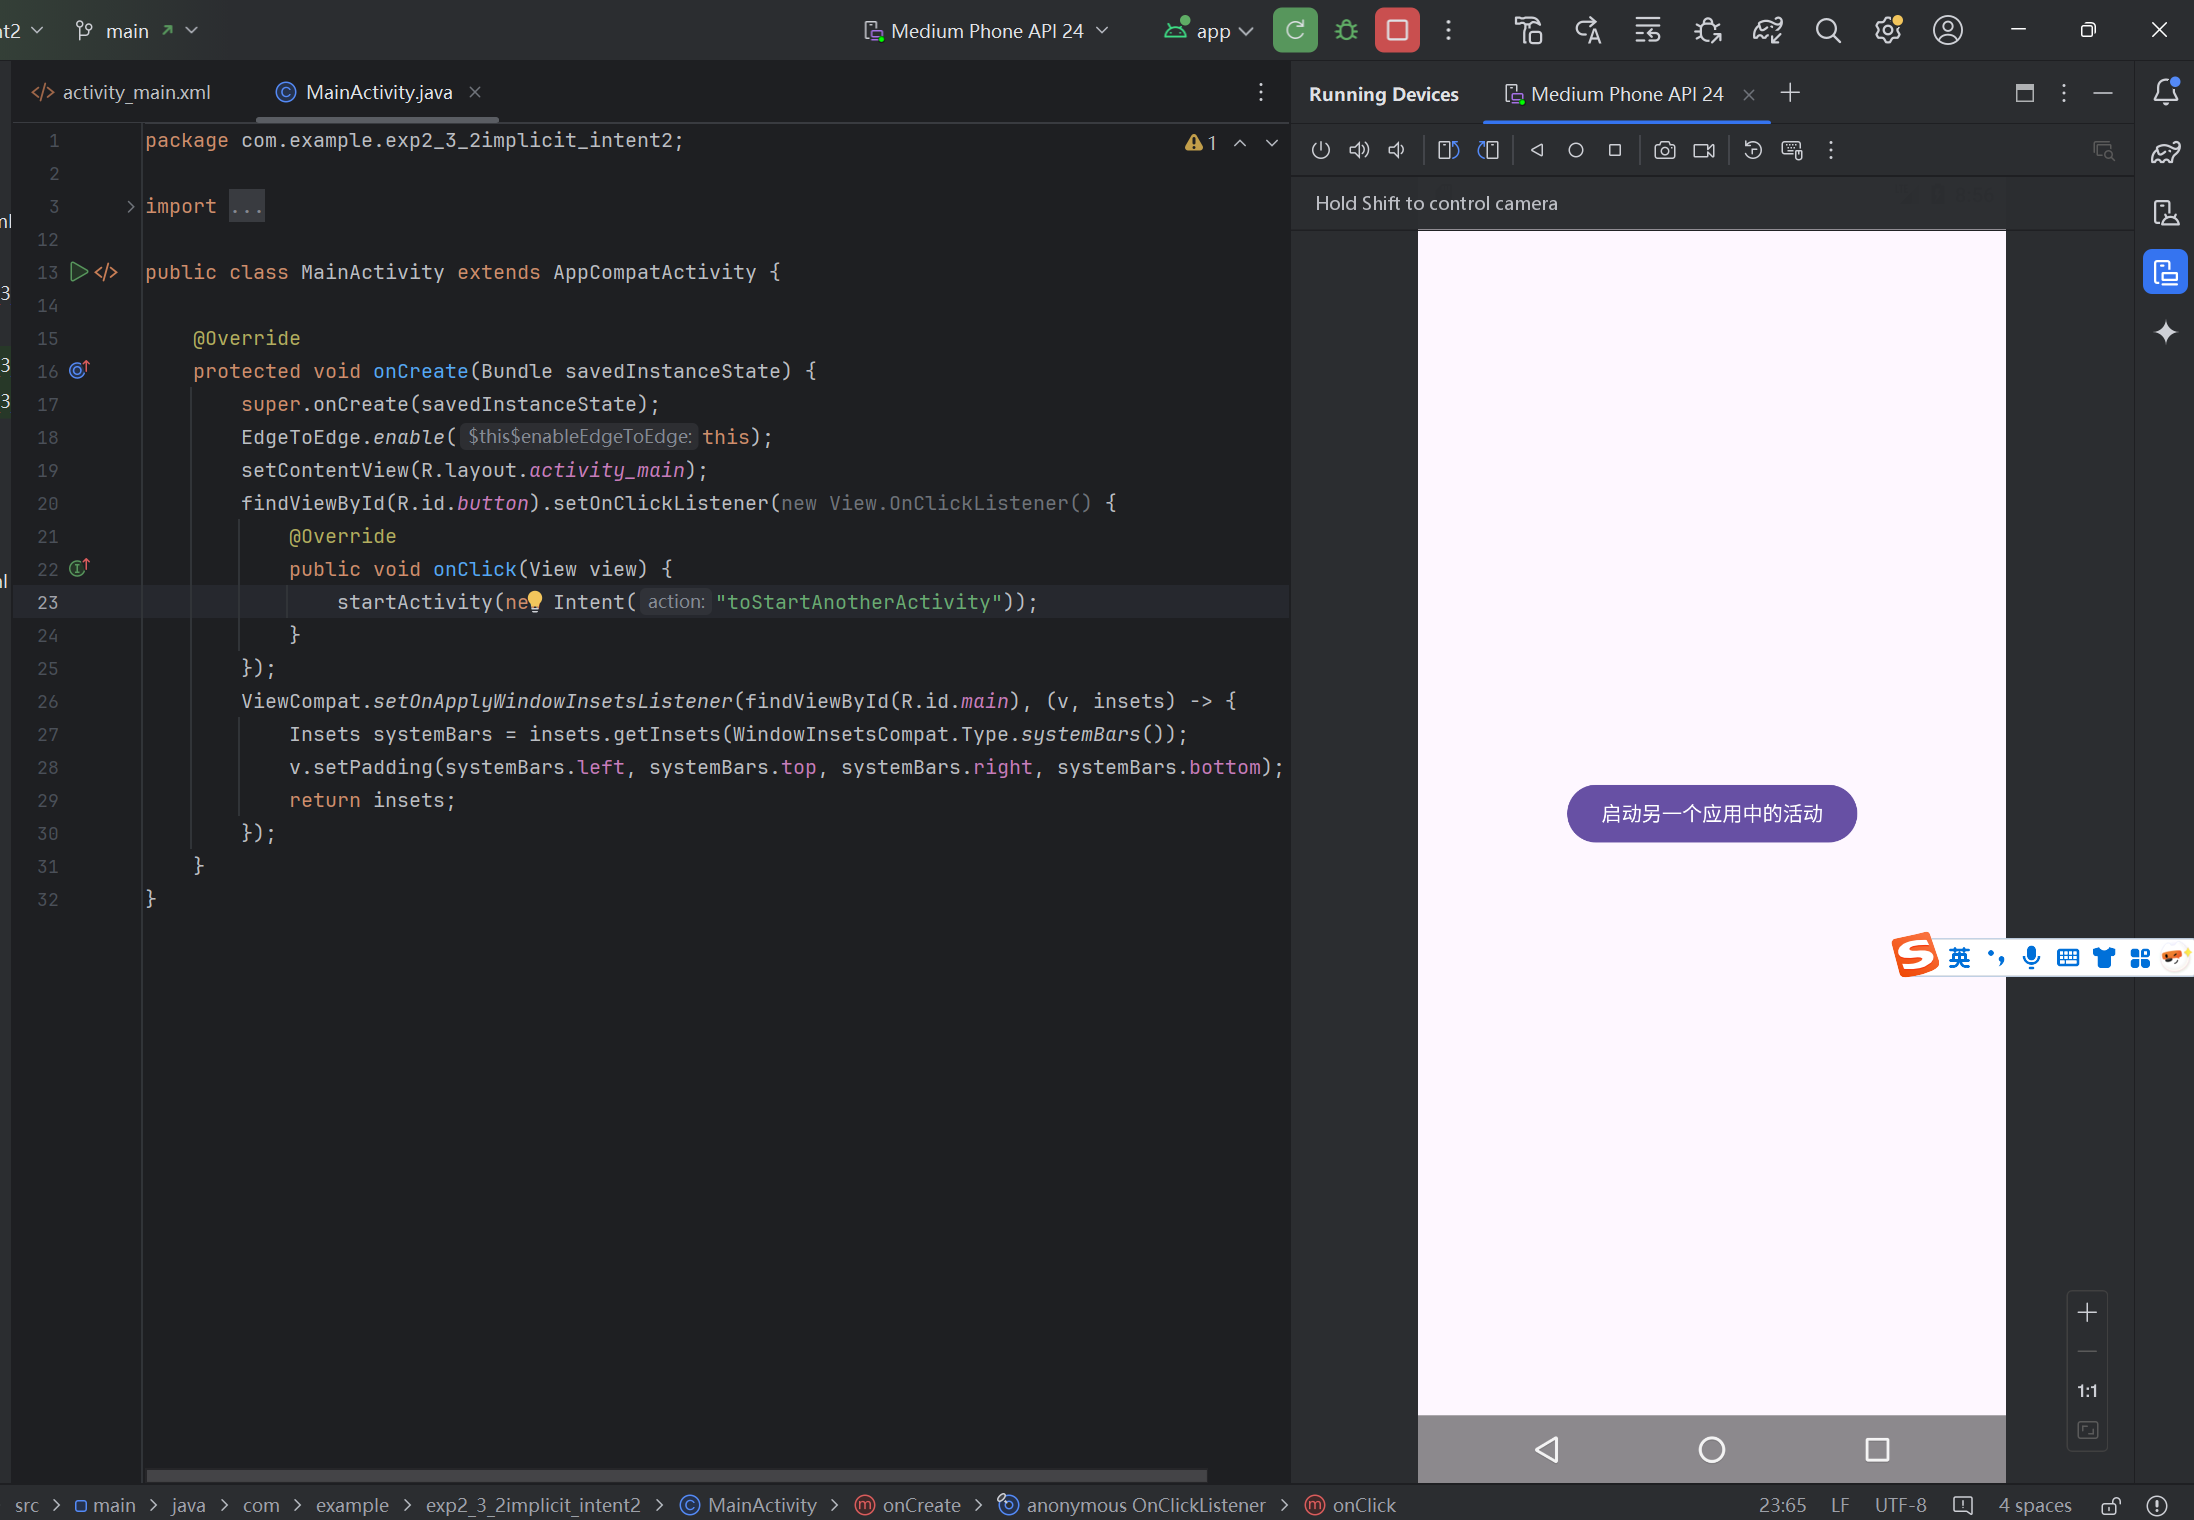 t2
main
Medium Phone API 24
app
activity_main.xml
MainActivity.java
Running Devices
Medium Phone API 24
1 package com.example.exp2_3_2implicit_intent2;
1
2
3 import ...
12
13 public class MainActivity extends AppCompatActivity {
14
15 @Override
16 protected void onCreate(Bundle savedInstanceState) {
17 super.onCreate(savedInstanceState);
18 EdgeToEdge.enable( $this$enableEdgeToEdge: this);
19 setContentView(R.layout.activity_main);
20 findViewById(R.id.button).setOnClickListener(new View.OnClickListener() {
21 @Override
22 public void onClick(View view) {
23 startActivity(new Intent( action: "toStartAnotherActivity"));
24 }
25 });
26 ViewCompat.setOnApplyWindowInsetsListener(findViewById(R.id.main), (v, insets) -> {
27 Insets systemBars = insets.getInsets(WindowInsetsCompat.Type.systemBars());
28 v.setPadding(systemBars.left, systemBars.top, systemBars.right, systemBars.bottom);
29 return insets;
30 });
31 }
32 }
Hold Shift to control camera
启动另一个应用中的活动
英
1:1
src > main > java > com > example > exp2_3_2implicit_intent2 > MainActivity > onCreate > anonymous OnClickListener > onClick
23:65 LF UTF-8 4 spaces